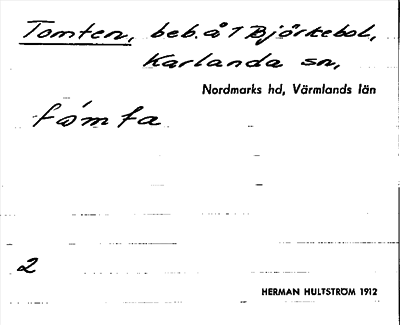 Tomten, beb. å 1 Björkebol,
Karlanda sn,
Nordmarks hd, Värmlands län
tómta
2
HERMAN HULTSTRÖM 1912